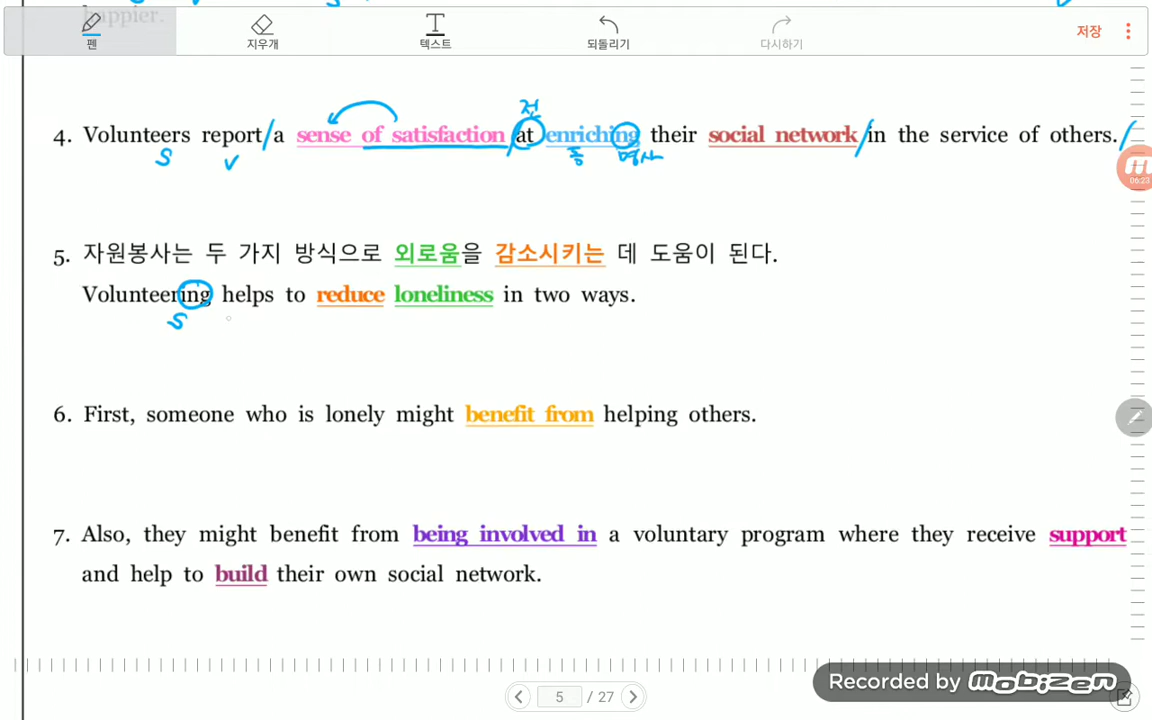 happier.
펜 지우개 텍스트 되돌리기 다시하기 저장
전
4. Volunteers report a sense of satisfaction at enriching their social network in the service of others.
S V 동 명사
06:23
5. 자원봉사는 두 가지 방식으로 외로움을 감소시키는 데 도움이 된다.
Volunteering helps to reduce loneliness in two ways.
S
6. First, someone who is lonely might benefit from helping others.
7. Also, they might benefit from being involved in a voluntary program where they receive support
and help to build their own social network.
Recorded by mobizen
5 / 27